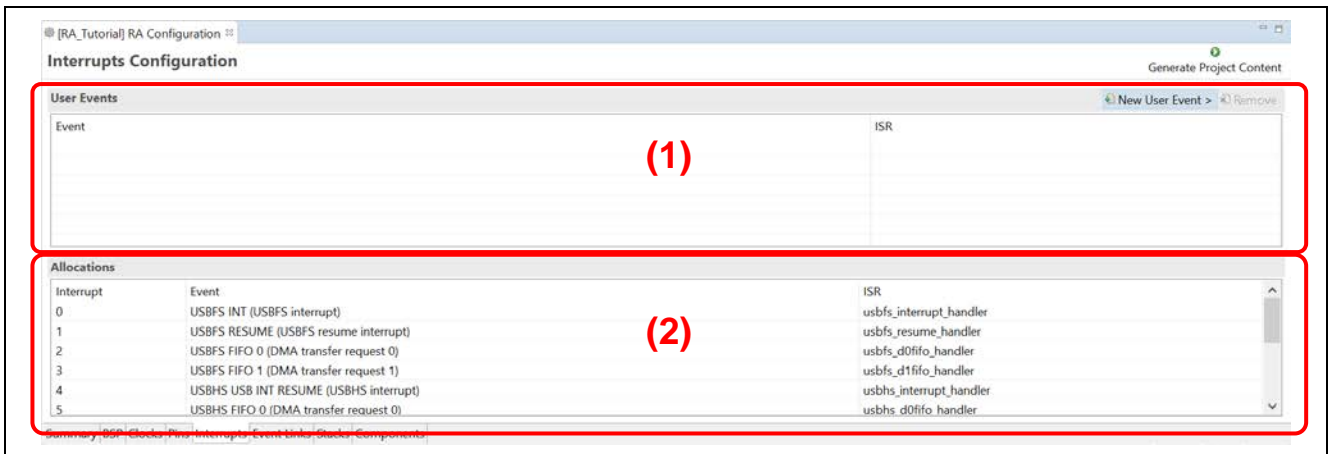 [RA_Tutorial] RA Configuration
Interrupts Configuration
Generate Project Content
User Events New User Event > Remove
Event ISR
(1)
Allocations
Interrupt Event ISR
0 USBFS INT (USBFS interrupt) usbfs_interrupt_handler
1 USBFS RESUME (USBFS resume interrupt) usbfs_resume_handler
(2)
2 USBFS FIFO 0 (DMA transfer request 0) usbfs_d0fifo_handler
3 USBFS FIFO 1 (DMA transfer request 1) usbfs_d1fifo_handler
4 USBHS USB INT RESUME (USBHS interrupt) usbhs_interrupt_handler
5 USBHS FIFO 0 (DMA transfer request 0) usbhs_d0fifo_handler
Summary BSP Clocks Pins Interrupts Event Links Stacks Components